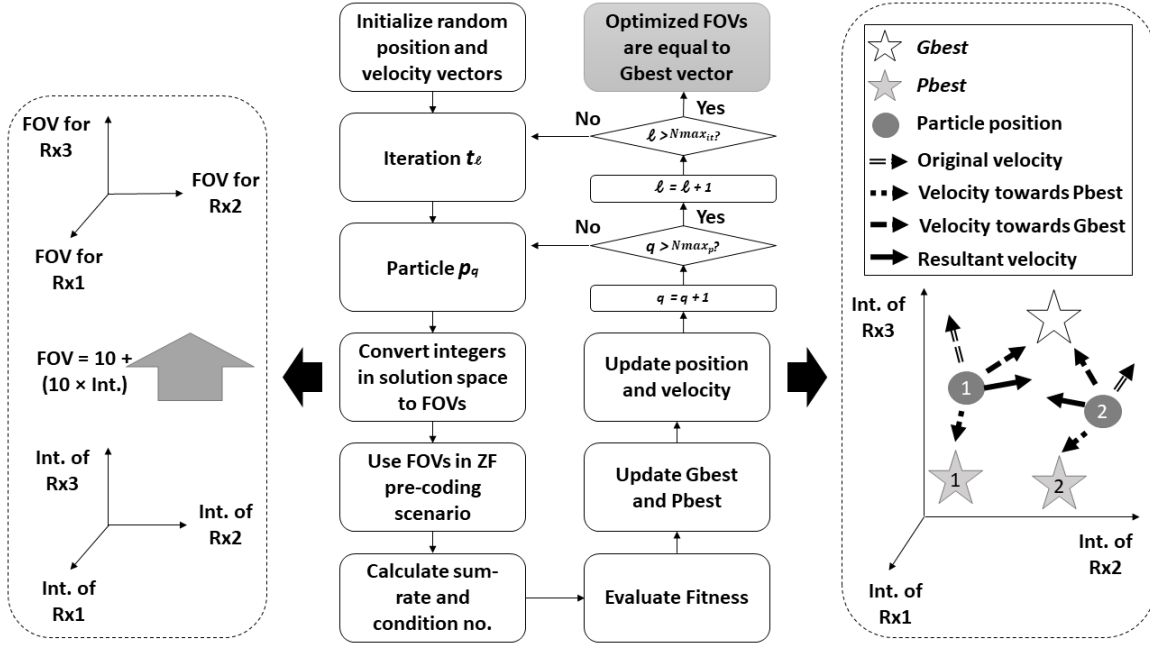 FOV for
Rx3
FOV for
Rx2
FOV for
Rx1
FOV = 10 +
(10 × Int.)
Int. of
Rx3
Int. of
Rx2
Int. of
Rx1
Initialize random
position and
velocity vectors
Iteration tℓ
Particle pq
Convert integers
in solution space
to FOVs
Use FOVs in ZF
pre-coding
scenario
Calculate sum-
rate and
condition no.
Optimized FOVs
are equal to
Gbest vector
Yes
No
ℓ > Nmaxit?
ℓ = ℓ + 1
Yes
No
q > Nmaxp?
q = q + 1
Update position
and velocity
Update Gbest
and Pbest
Evaluate Fitness
Gbest
Pbest
Particle position
Original velocity
Velocity towards Pbest
Velocity towards Gbest
Resultant velocity
Int. of
Rx3
1
2
1
2
Int. of
Rx2
Int. of
Rx1